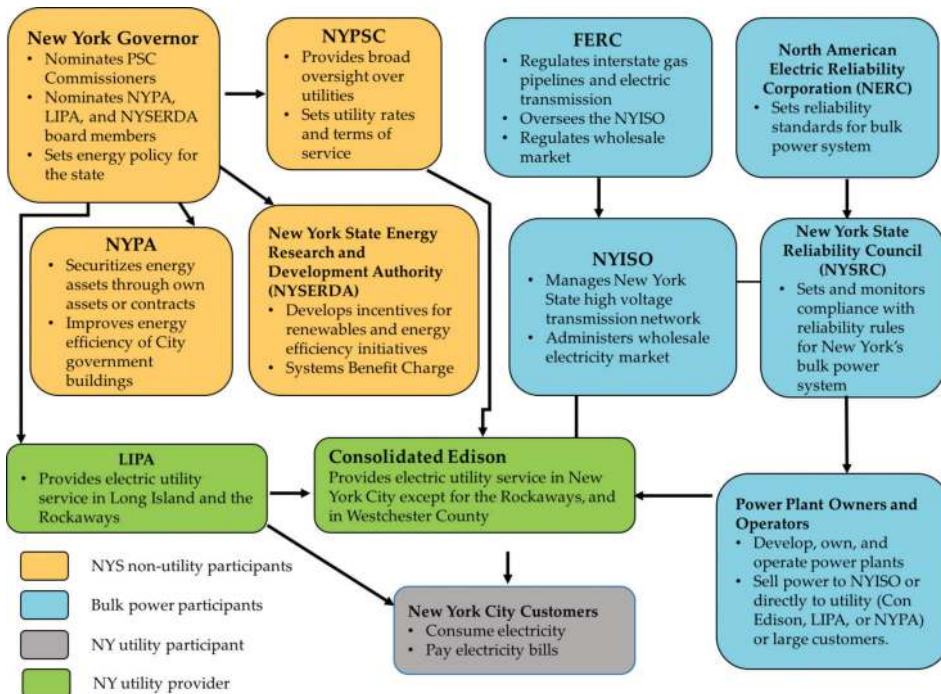 New York Governor
• Nominates PSC
Commissioners
• Nominates NYPA,
LIPA, and NYSERDA
board members
• Sets energy policy for
the state
NYPSC
• Provides broad
oversight over
utilities
• Sets utility rates
and terms of
service
FERC
• Regulates interstate gas
pipelines and electric
transmission
• Oversees the NYISO
• Regulates wholesale
market
North American
Electric Reliability
Corporation (NERC)
• Sets reliability
standards for bulk
power system
NYPA
• Securitizes energy
assets through own
assets or contracts
• Improves energy
efficiency of City
government
buildings
New York State Energy
Research and
Development Authority
(NYSERDA)
• Develops incentives for
renewables and energy
efficiency initiatives
• Systems Benefit Charge
NYISO
• Manages New York
State high voltage
transmission network
• Administers wholesale
electricity market
New York State
Reliability Council
(NYSRC)
• Sets and monitors
compliance with
reliability rules
for New York's
bulk power
system
LIPA
• Provides electric utility
service in Long Island and the
Rockaways
Consolidated Edison
Provides electric utility service in New
York City except for the Rockaways, and
in Westchester County
Power Plant Owners and
Operators
• Develop, own, and
operate power plants
• Sell power to NYISO or
directly to utility (Con
Edison, LIPA, or NYPA)
or large customers.
New York City Customers
• Consume electricity
• Pay electricity bills
NYS non-utility participants
Bulk power participants
NY utility participant
NY utility provider